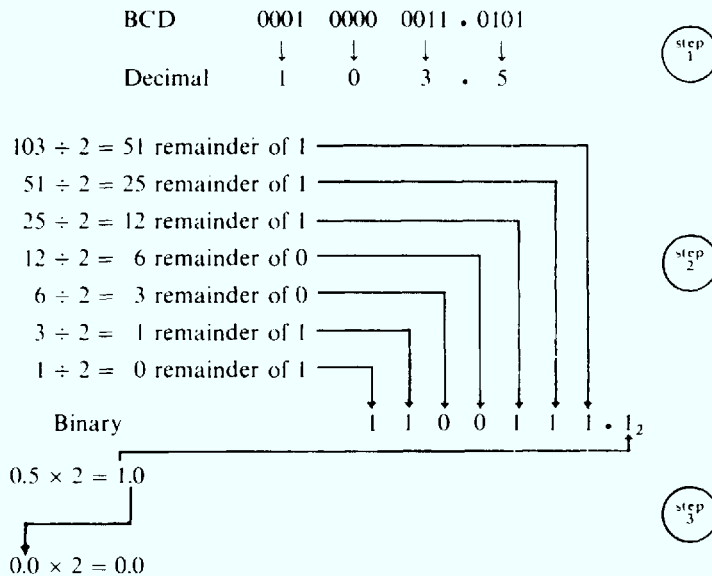 BCD 0001 0000 0011 . 0101
step 1
Decimal 1 0 3 . 5
103 ÷ 2 = 51 remainder of 1
51 ÷ 2 = 25 remainder of 1
25 ÷ 2 = 12 remainder of 1
12 ÷ 2 = 6 remainder of 0
step 2
6 ÷ 2 = 3 remainder of 0
3 ÷ 2 = 1 remainder of 1
1 ÷ 2 = 0 remainder of 1
Binary 1 1 0 0 1 1 1 . 1₂
0.5 × 2 = 1.0
step 3
0.0 × 2 = 0.0